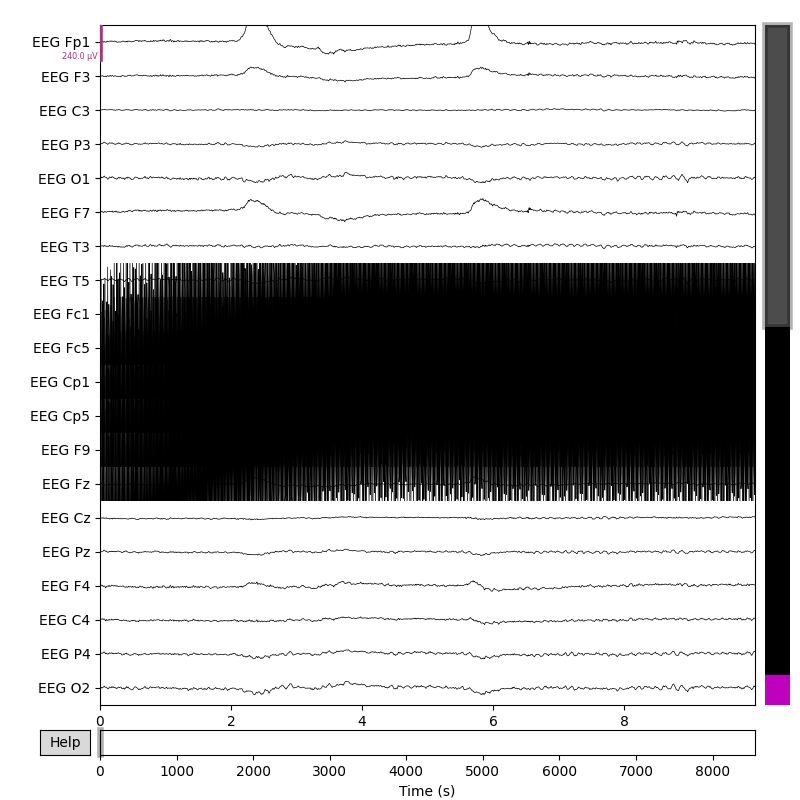 EEG Fp1
240.0 µV
EEG F3
EEG C3
EEG P3
EEG O1
EEG F7
EEG T3
EEG T5
EEG Fc1
EEG Fc5
EEG Cp1
EEG Cp5
EEG F9
EEG Fz
EEG Cz
EEG Pz
EEG F4
EEG C4
EEG P4
EEG O2
0 2 4 6 8
Help
0 1000 2000 3000 4000 5000 6000 7000 8000
Time (s)